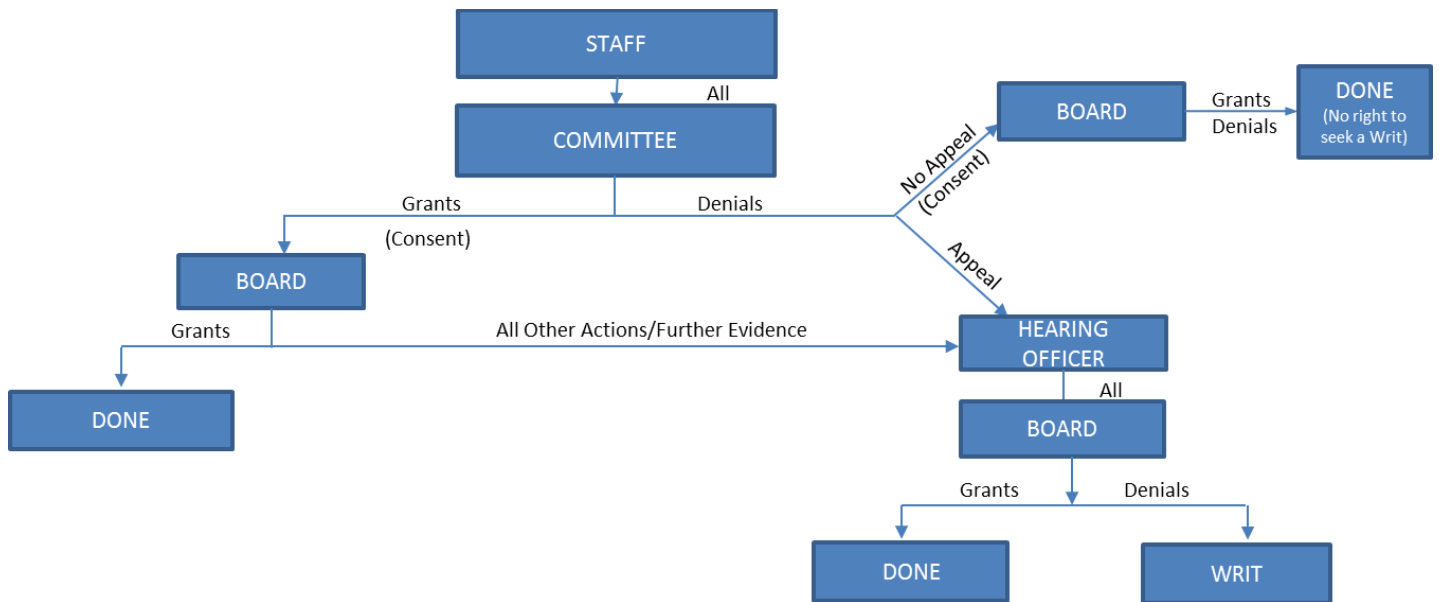 STAFF
All
COMMITTEE
BOARD
Grants
Denials
DONE
(No right to
seek a Writ)
No Appeal
(Consent)
Grants
(Consent)
Denials
Appeal
BOARD
Grants
All Other Actions/Further Evidence
HEARING
OFFICER
DONE
All
BOARD
Grants
Denials
DONE
WRIT